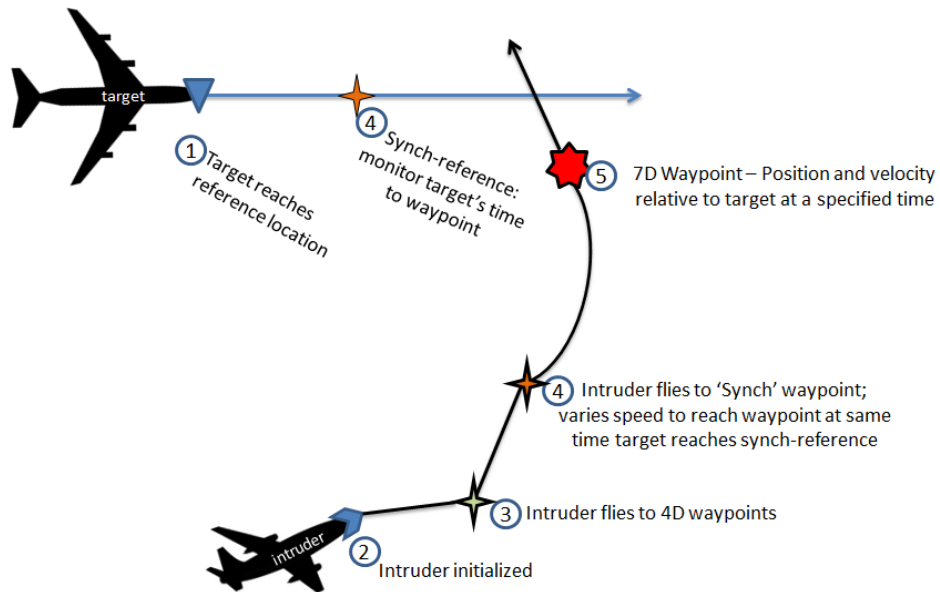 target
1
Target reaches
reference location
4
Synch-reference:
monitor target's time
to waypoint
5
7D Waypoint – Position and velocity
relative to target at a specified time
4
Intruder flies to ‘Synch’ waypoint;
varies speed to reach waypoint at same
time target reaches synch-reference
3
Intruder flies to 4D waypoints
intruder
2
Intruder initialized